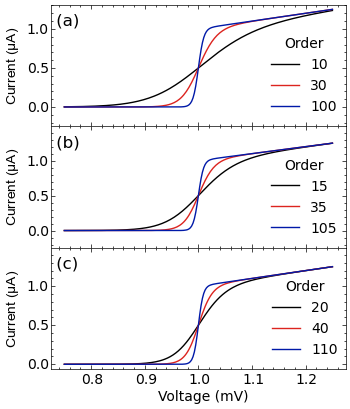 (a)
Current (μA)
1.0
0.5
0.0
Order
10
30
100
(b)
Current (μA)
1.0
0.5
0.0
Order
15
35
105
(c)
Current (μA)
1.0
0.5
0.0
Order
20
40
110
0.8 0.9 1.0 1.1 1.2
Voltage (mV)